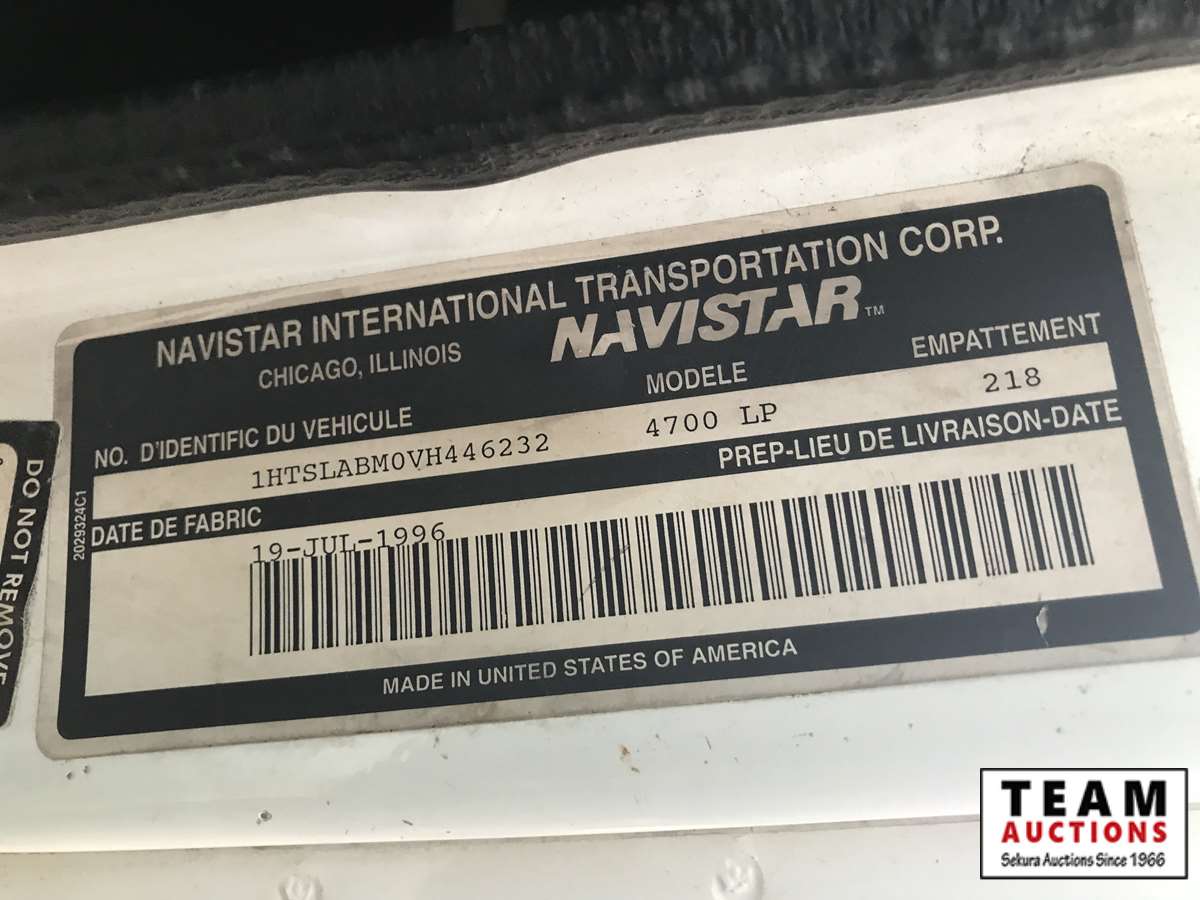 NAVISTAR INTERNATIONAL TRANSPORTATION CORP.
CHICAGO, ILLINOIS
NAVISTAR™
NO. D'IDENTIFIC DU VEHICULE MODELE EMPATTEMENT
1HTSLABM0VH446232 4700 LP 218
DATE DE FABRIC PREP-LIEU DE LIVRAISON-DATE
19-JUL-1996
MADE IN UNITED STATES OF AMERICA
2029324C1
DO NOT REMOVE
TEAM
AUCTIONS
Sekura Auctions Since 1966